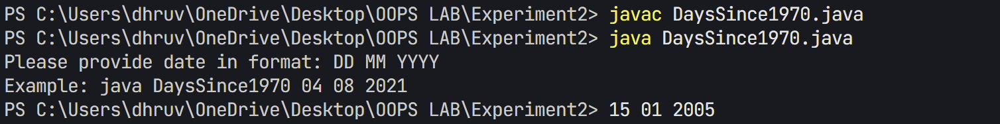 PS C:\Users\dhruv\OneDrive\Desktop\OOPS LAB\Experiment2> javac DaysSince1970.java
PS C:\Users\dhruv\OneDrive\Desktop\OOPS LAB\Experiment2> java DaysSince1970.java
Please provide date in format: DD MM YYYY
Example: java DaysSince1970 04 08 2021
PS C:\Users\dhruv\OneDrive\Desktop\OOPS LAB\Experiment2> 15 01 2005